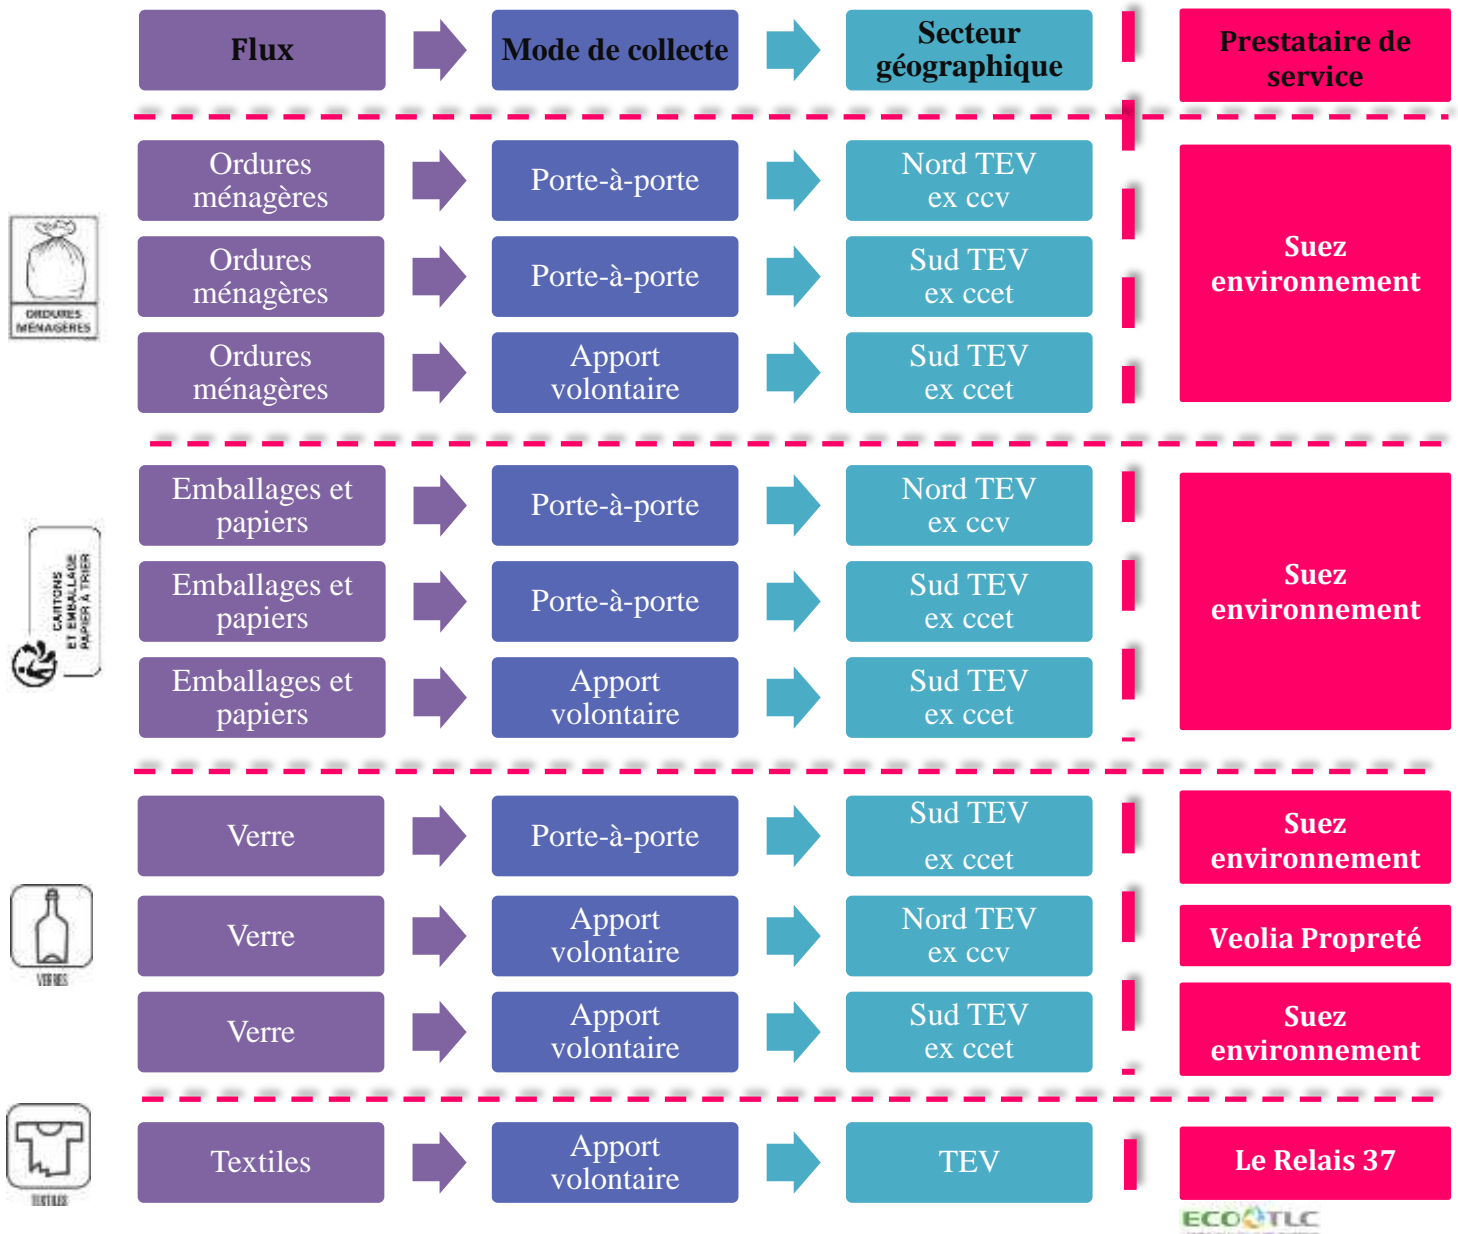 Flux
Mode de collecte
Secteur
géographique
Prestataire de
service
Ordures
ménagères
Porte-à-porte
Nord TEV
ex ccv
Ordures
ménagères
Porte-à-porte
Sud TEV
ex ccet
Ordures
ménagères
Apport
volontaire
Sud TEV
ex ccet
Suez
environnement
ORDURES
MÉNAGÈRES
Emballages et
papiers
Porte-à-porte
Nord TEV
ex ccv
Emballages et
papiers
Porte-à-porte
Sud TEV
ex ccet
Emballages et
papiers
Apport
volontaire
Sud TEV
ex ccet
Suez
environnement
CARTONS
ET EMBALLAGE
PAPIER À TRIER
Verre
Porte-à-porte
Sud TEV
ex ccet
Suez
environnement
Verre
Apport
volontaire
Nord TEV
ex ccv
Veolia Propreté
Verre
Apport
volontaire
Sud TEV
ex ccet
Suez
environnement
VERRES
Textiles
Apport
volontaire
TEV
Le Relais 37
TEXTILES
ECO TLC